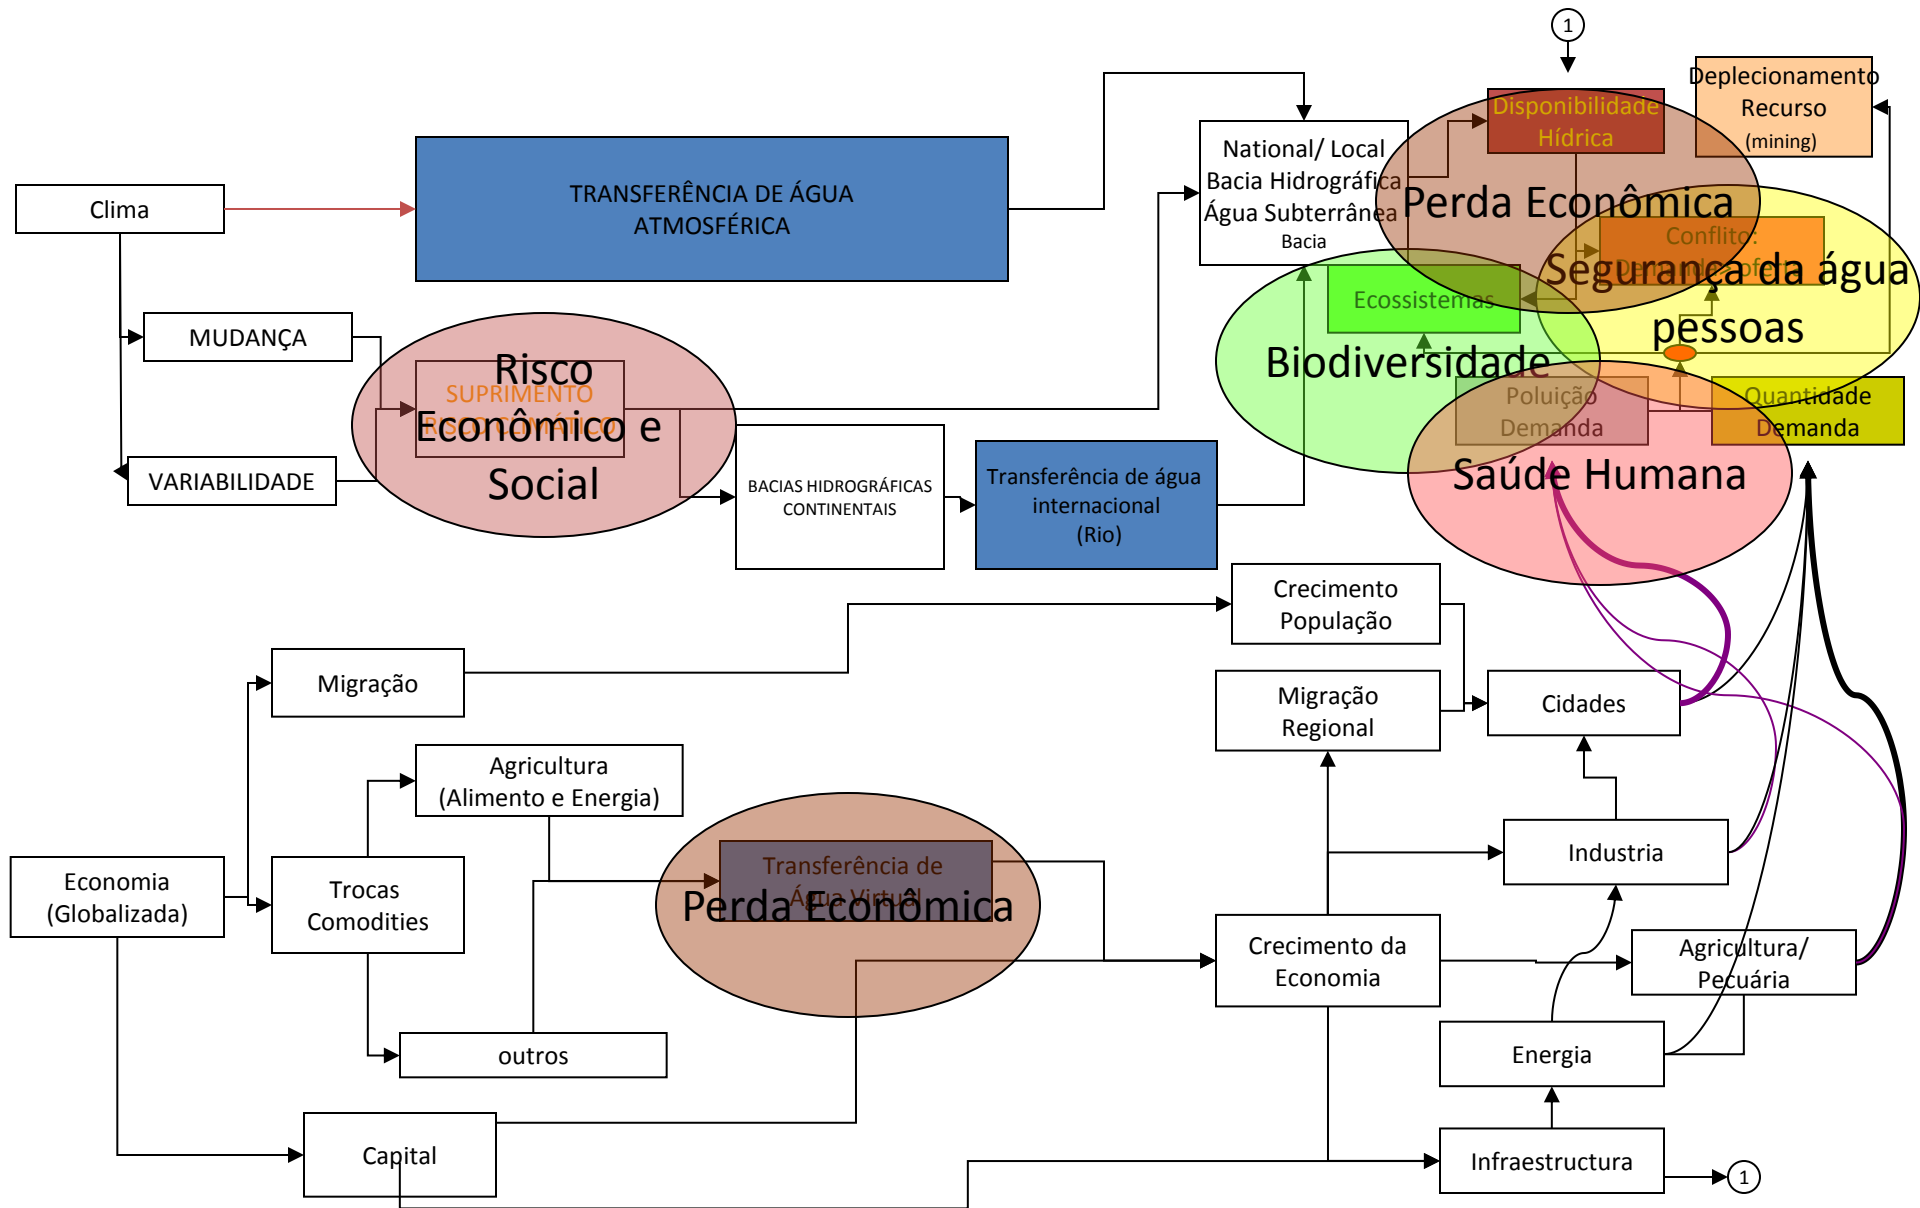 1
Deplecionamento
Recurso
(mining)
Disponibilidade
Hídrica
National/ Local
Bacia Hidrográfica
Água Subterrânea
Bacia
Perda Econômica
TRANSFERÊNCIA DE ÁGUA
ATMOSFÉRICA
Clima
Conflito:
Demanda>oferta
Segurança da água
pessoas
Ecossistemas
Biodiversidade
MUDANÇA
Risco
Econômico e
Social
SUPRIMENTO
RISCO CLIMÁTICO
Poluição
Demanda
Quantidade
Demanda
Saúde Humana
VARIABILIDADE
BACIAS HIDROGRÁFICAS
CONTINENTAIS
Transferência de água
internacional
(Rio)
Crecimento
População
Migração
Migração
Regional
Cidades
Agricultura
(Alimento e Energia)
Industria
Transferência de
Água Virtual
Perda Econômica
Economia
(Globalizada)
Trocas
Comodities
Crecimento da
Economia
Agricultura/
Pecuária
outros
Energia
Capital
Infraestructura
1